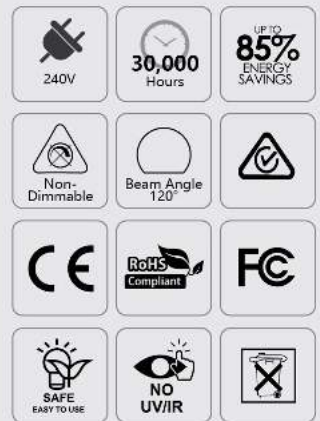 240V
30,000
Hours
UP TO
85%
ENERGY
SAVINGS
Non-
Dimmable
Beam Angle
120°
CE
RoHS
Compliant
FC
SAFE
EASY TO USE
NO
UV/IR